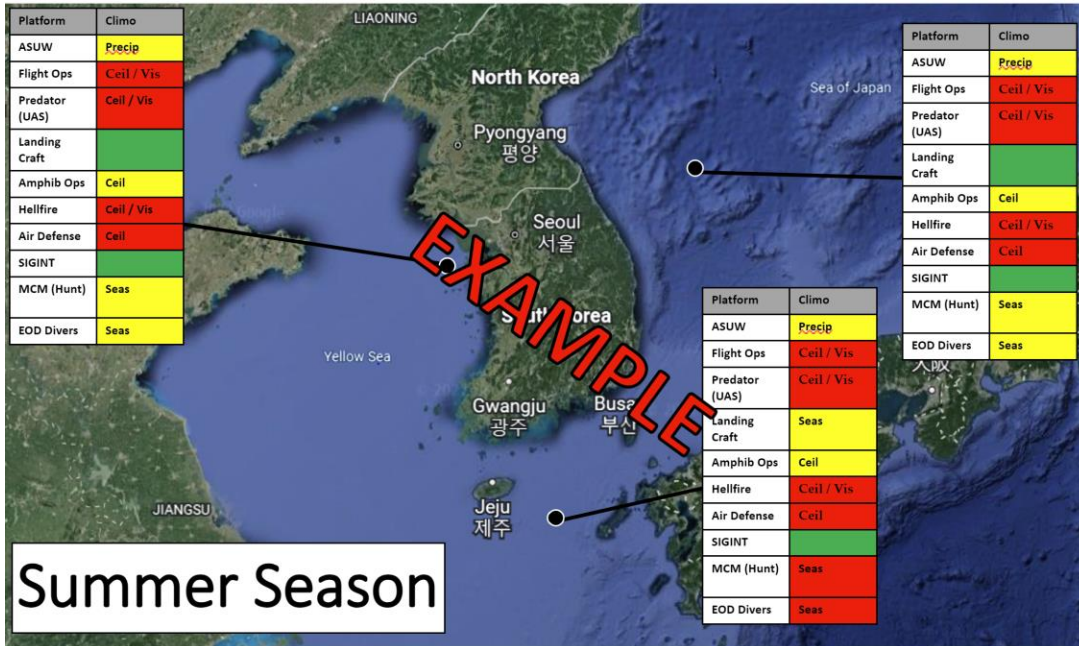 Platform Climo
ASUW Precip
Flight Ops Ceil / Vis
Predator Ceil / Vis
(UAS)
Landing
Craft
Amphib Ops Ceil
Hellfire Ceil / Vis
Air Defense Ceil
SIGINT
MCM (Hunt) Seas
EOD Divers Seas
LIAONING
North Korea
Pyongyang
평양
Seoul
서울
South Korea
Yellow Sea
Gwangju
광주
Busan
부산
Jeju
제주
JIANGSU
Sea of Japan
大阪
EXAMPLE
Platform Climo
ASUW Precip
Flight Ops Ceil / Vis
Predator Ceil / Vis
(UAS)
Landing
Craft
Amphib Ops Ceil
Hellfire Ceil / Vis
Air Defense Ceil
SIGINT
MCM (Hunt) Seas
EOD Divers Seas
Platform Climo
ASUW Precip
Flight Ops Ceil / Vis
Predator Ceil / Vis
(UAS)
Landing Seas
Craft
Amphib Ops Ceil
Hellfire Ceil / Vis
Air Defense Ceil
SIGINT
MCM (Hunt) Seas
EOD Divers Seas
Summer Season